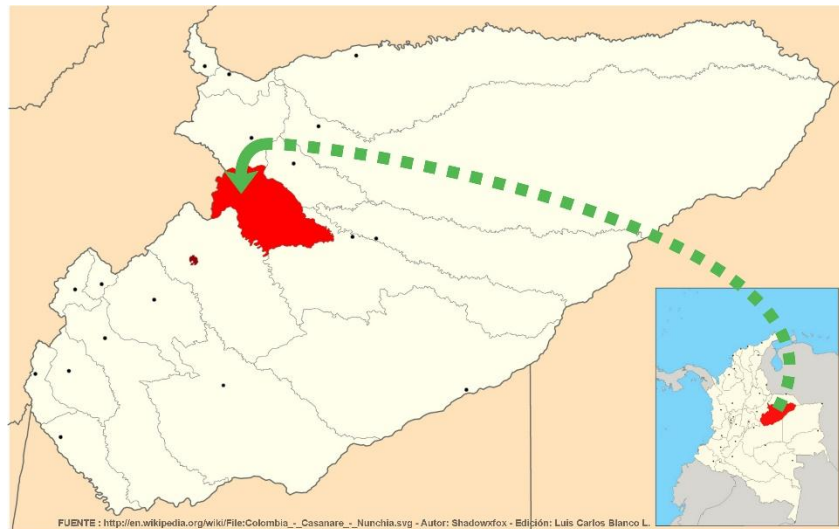 FUENTE : http://en.wikipedia.org/wiki/File:Colombia_-_Casanare_-_Nunchia.svg - Autor: Shadowxfox - Edición: Luis Carlos Blanco L.